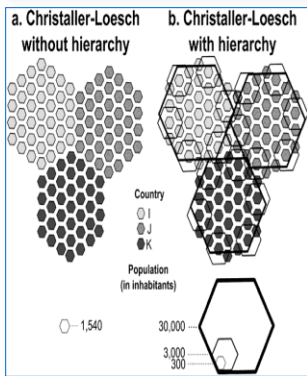 a. Christaller-Loesch
without hierarchy
b. Christaller-Loesch
with hierarchy
Country
I
J
K
Population
(in inhabitants)
1,540
30,000
3,000
300